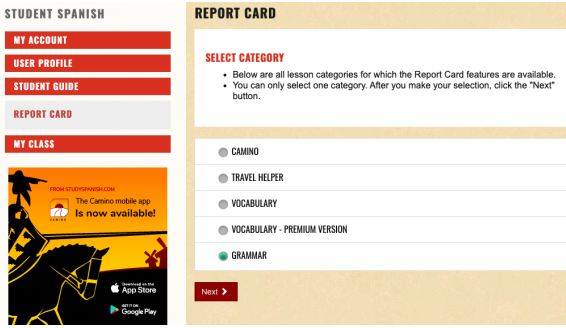 STUDENT SPANISH
MY ACCOUNT
USER PROFILE
STUDENT GUIDE
REPORT CARD
MY CLASS
FROM STUDYSPANISH.COM
The Camino mobile app
Is now available!
CAMINO
Download on the
App Store
GET IT ON
Google Play
REPORT CARD
SELECT CATEGORY
• Below are all lesson categories for which the Report Card features are available.
• You can only select one category. After you make your selection, click the "Next"
button.
CAMINO
TRAVEL HELPER
VOCABULARY
VOCABULARY - PREMIUM VERSION
GRAMMAR
Next